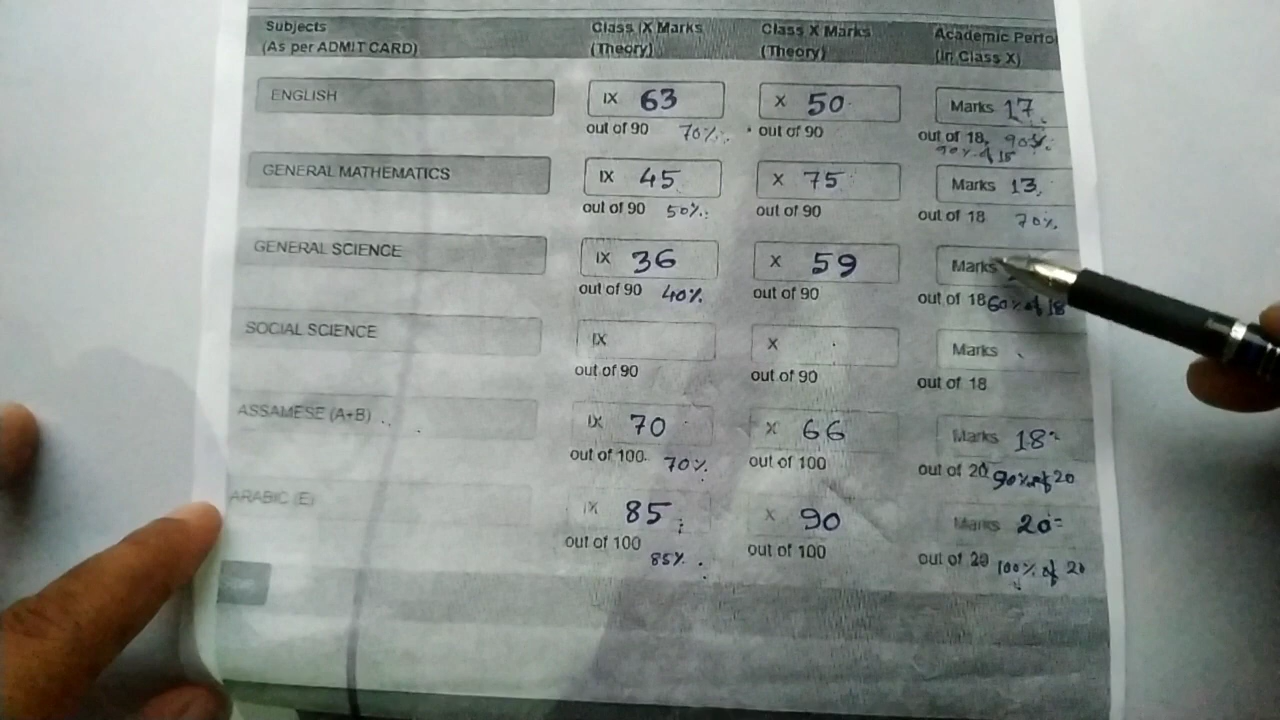 Subjects Class IX Marks Class X Marks Academic Perfo
(As per ADMIT CARD) (Theory) (Theory) (in Class X)
ENGLISH IX 63 X 50 Marks 17
out of 90 70% out of 90 out of 18, 90%
90% of 18
GENERAL MATHEMATICS IX 45 X 75 Marks 13
out of 90 50% out of 90 out of 18 70%
GENERAL SCIENCE IX 36 X 59 Marks
out of 90 40% out of 90 out of 18 60% of 18
SOCIAL SCIENCE IX X Marks
out of 90 out of 90 out of 18
ASSAMESE (A+B) IX 70 X 66 Marks 18
out of 100 70% out of 100 out of 20 90% of 20
ARABIC (E) IX 85 X 90 Marks 20
out of 100 85% out of 100 out of 20 100% of 20